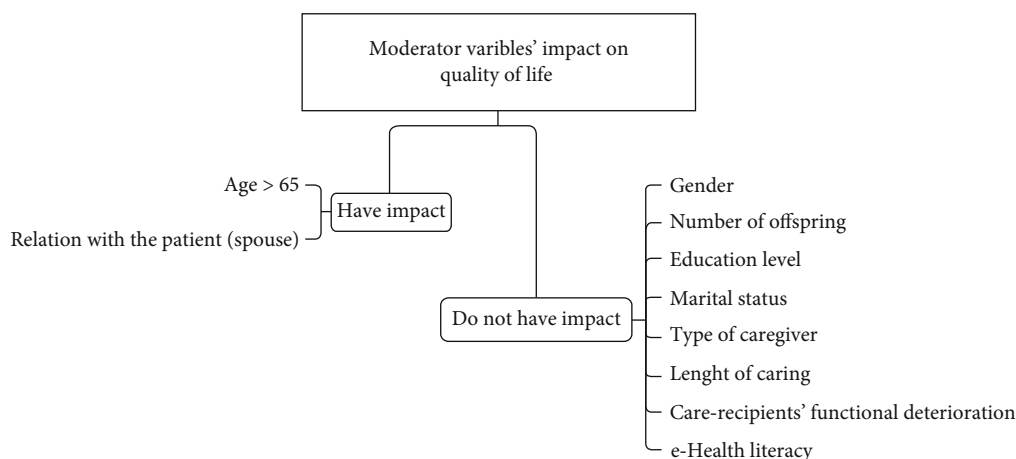 Moderator varibles’ impact on
quality of life
Age > 65
Have impact
Relation with the patient (spouse)
Gender
Number of offspring
Education level
Marital status
Do not have impact
Type of caregiver
Lenght of caring
Care-recipients’ functional deterioration
e-Health literacy